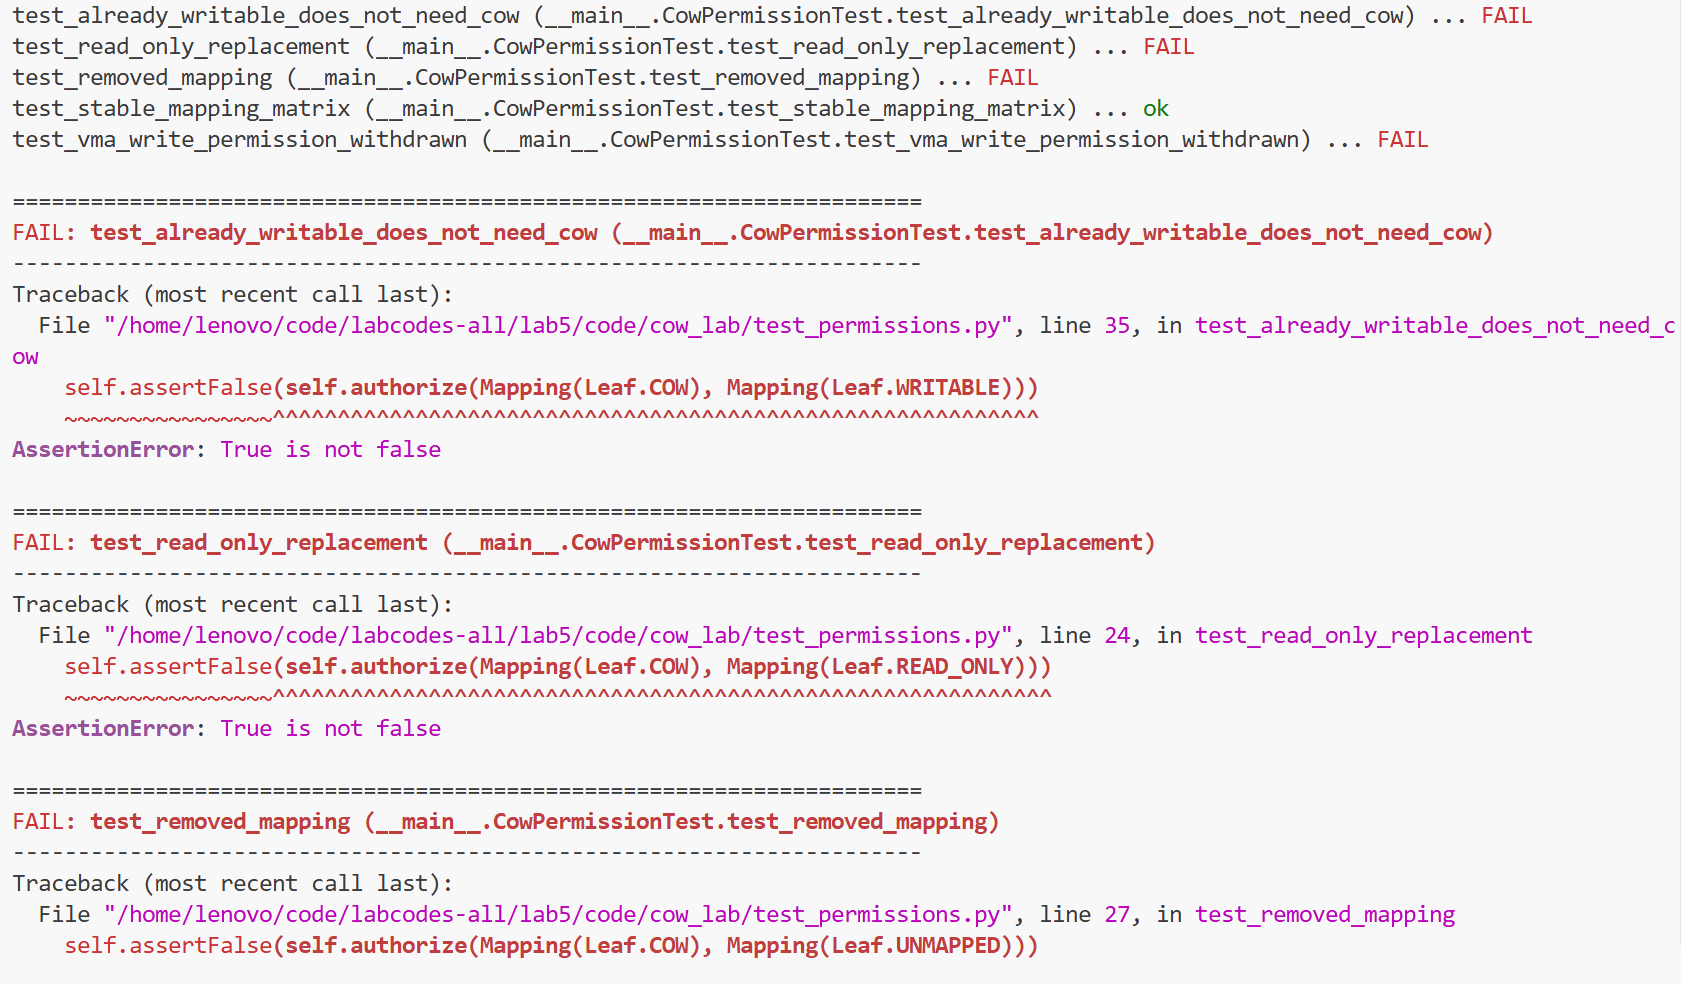 test_already_writable_does_not_need_cow (__main__.CowPermissionTest.test_already_writable_does_not_need_cow) ... FAIL
test_read_only_replacement (__main__.CowPermissionTest.test_read_only_replacement) ... FAIL
test_removed_mapping (__main__.CowPermissionTest.test_removed_mapping) ... FAIL
test_stable_mapping_matrix (__main__.CowPermissionTest.test_stable_mapping_matrix) ... ok
test_vma_write_permission_withdrawn (__main__.CowPermissionTest.test_vma_write_permission_withdrawn) ... FAIL

======================================================================
FAIL: test_already_writable_does_not_need_cow (__main__.CowPermissionTest.test_already_writable_does_not_need_cow)
----------------------------------------------------------------------
Traceback (most recent call last):
  File "/home/lenovo/code/labcodes-all/lab5/code/cow_lab/test_permissions.py", line 35, in test_already_writable_does_not_need_c
ow
    self.assertFalse(self.authorize(Mapping(Leaf.COW), Mapping(Leaf.WRITABLE)))
    ~~~~~~~~~~~~~~~~^^^^^^^^^^^^^^^^^^^^^^^^^^^^^^^^^^^^^^^^^^^^^^^^^^^^^^^^^^^
AssertionError: True is not false

======================================================================
FAIL: test_read_only_replacement (__main__.CowPermissionTest.test_read_only_replacement)
----------------------------------------------------------------------
Traceback (most recent call last):
  File "/home/lenovo/code/labcodes-all/lab5/code/cow_lab/test_permissions.py", line 24, in test_read_only_replacement
    self.assertFalse(self.authorize(Mapping(Leaf.COW), Mapping(Leaf.READ_ONLY)))
    ~~~~~~~~~~~~~~~~^^^^^^^^^^^^^^^^^^^^^^^^^^^^^^^^^^^^^^^^^^^^^^^^^^^^^^^^^^^^
AssertionError: True is not false

======================================================================
FAIL: test_removed_mapping (__main__.CowPermissionTest.test_removed_mapping)
----------------------------------------------------------------------
Traceback (most recent call last):
  File "/home/lenovo/code/labcodes-all/lab5/code/cow_lab/test_permissions.py", line 27, in test_removed_mapping
    self.assertFalse(self.authorize(Mapping(Leaf.COW), Mapping(Leaf.UNMAPPED)))